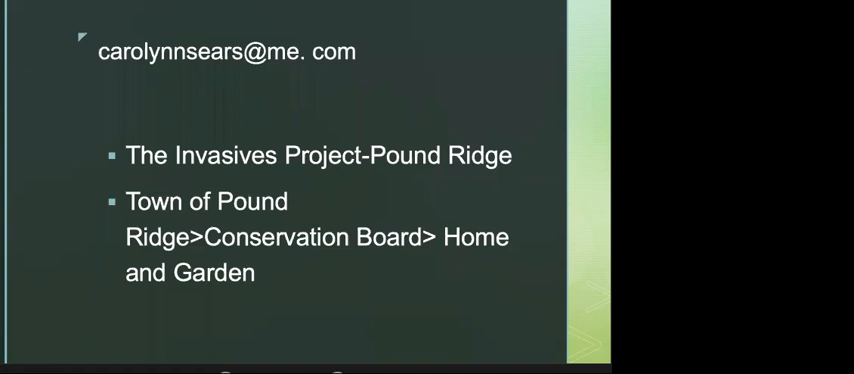 carolynnsears@me. com
The Invasives Project-Pound Ridge
Town of Pound
Ridge>Conservation Board> Home
and Garden